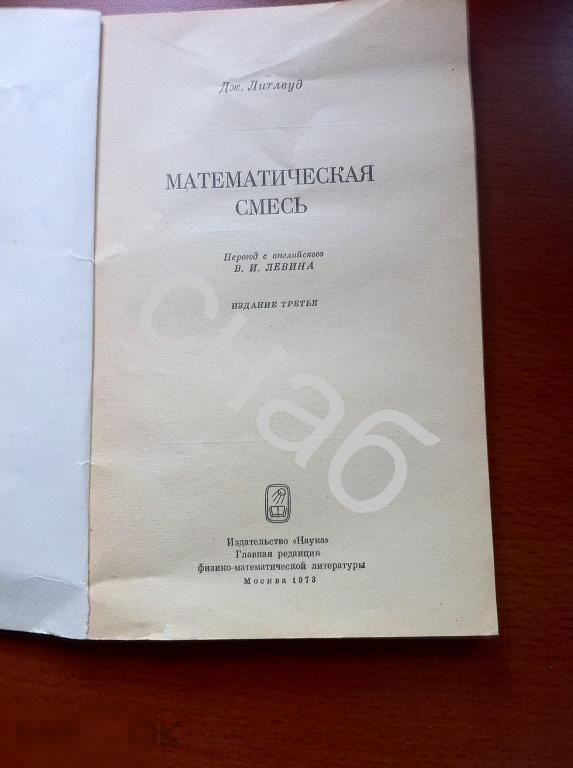 Дж. Литлвуд
МАТЕМАТИЧЕСКАЯ
СМЕСЬ
Перевод с английского
В. И. ЛЕВИНА
ИЗДАНИЕ ТРЕТЬЕ
снаб
Издательство «Наука»
Главная редакция
физико-математической литературы
Москва 1973